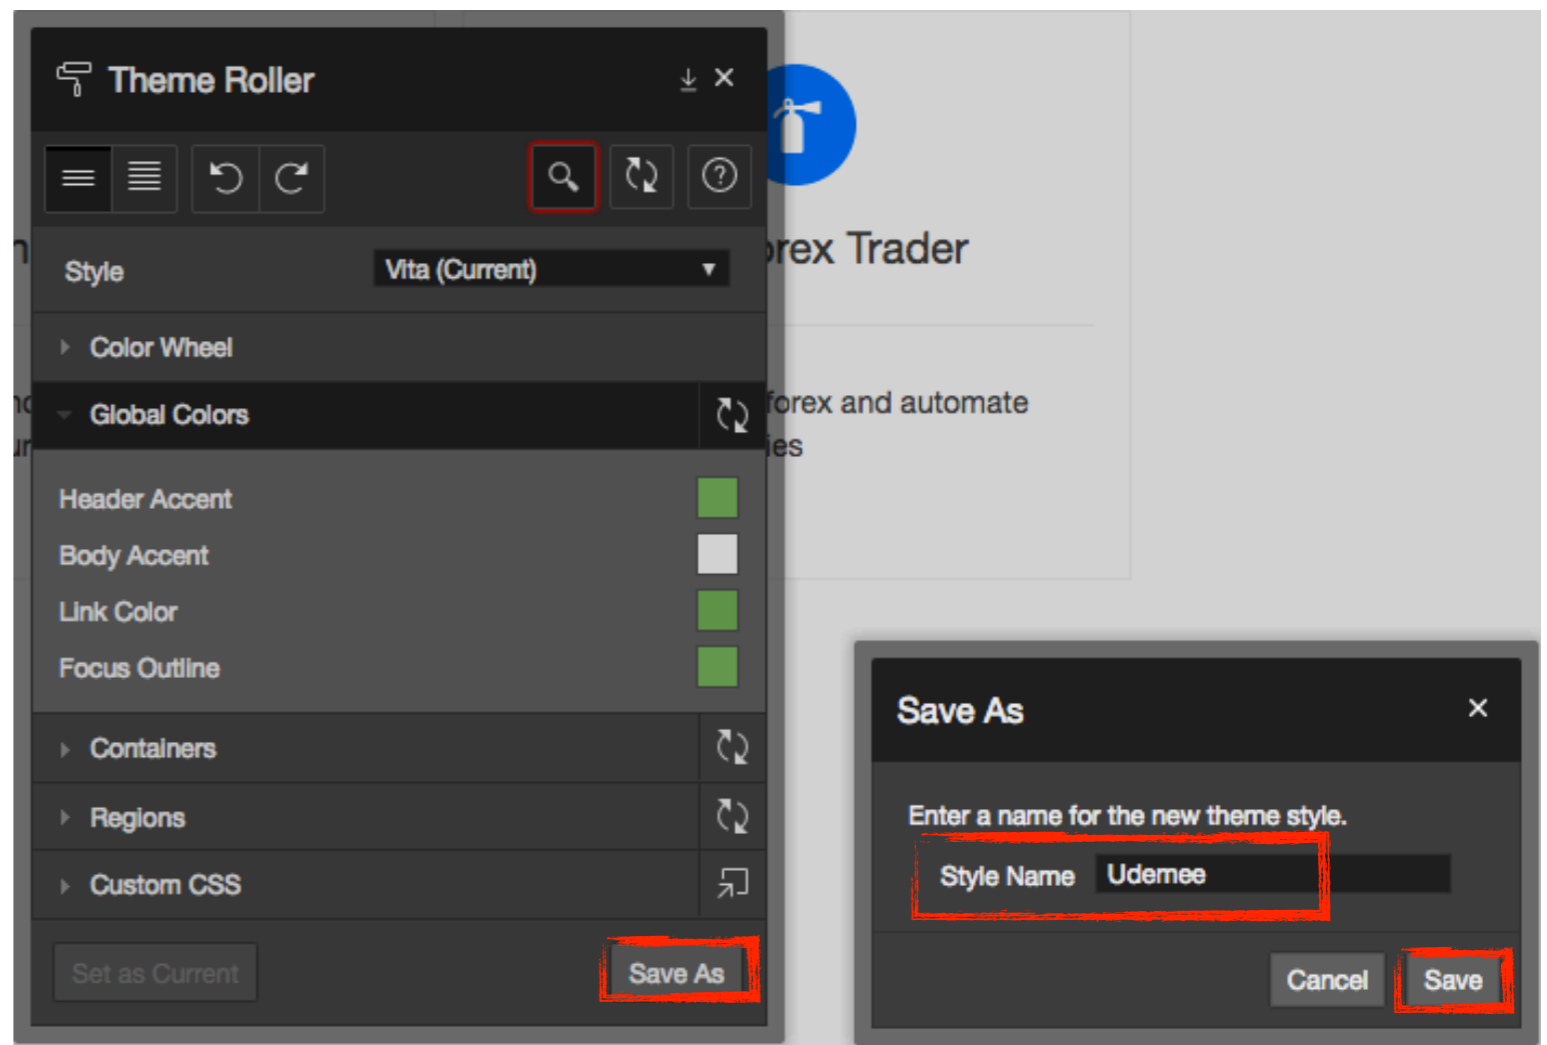 Theme Roller
Style Vita (Current)
Color Wheel
Global Colors
Header Accent
Body Accent
Link Color
Focus Outline
Containers
Regions
Custom CSS
Set as Current Save As
Trader
forex and automate
Save As
Enter a name for the new theme style.
Style Name Udemee
Cancel Save